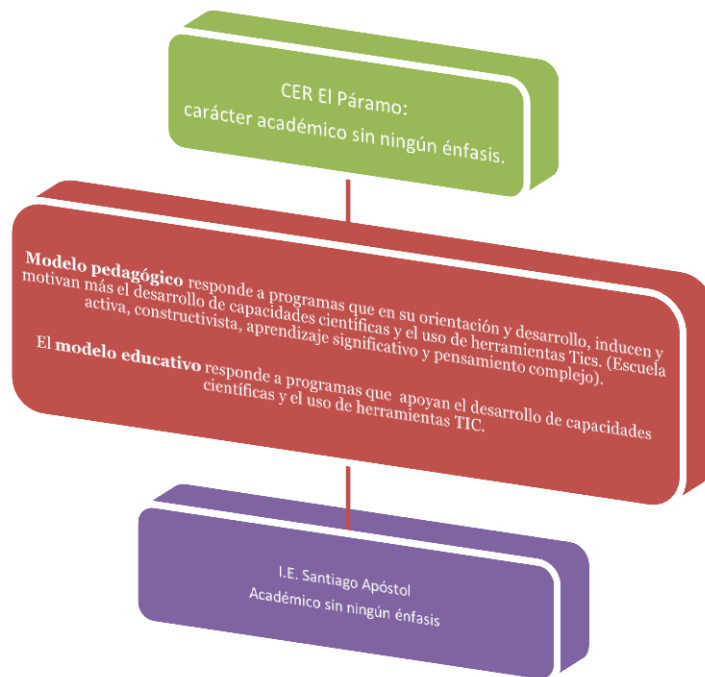 CER El Páramo:
carácter académico sin ningún énfasis.
Modelo pedagógico responde a programas que en su orientación y desarrollo, inducen y
motivan más el desarrollo de capacidades científicas y el uso de herramientas Tics. (Escuela
activa, constructivista, aprendizaje significativo y pensamiento complejo).
El modelo educativo responde a programas que apoyan el desarrollo de capacidades
científicas y el uso de herramientas TIC.
I.E. Santiago Apóstol
Académico sin ningún énfasis